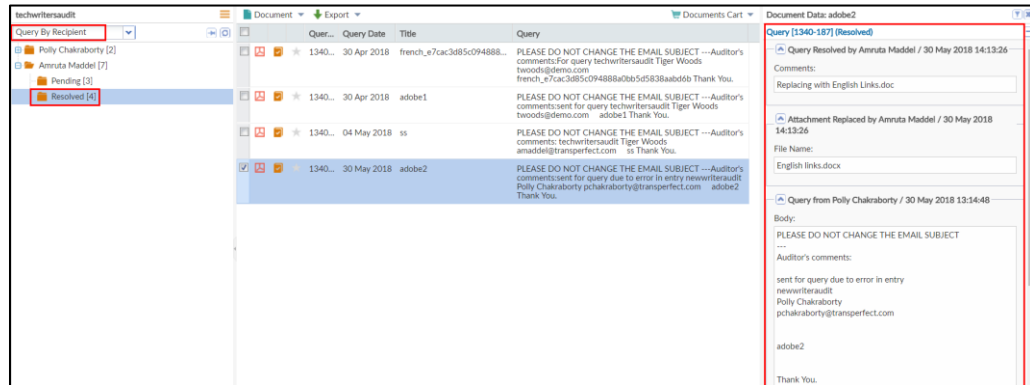 techwritersaudit
Document
Export
Documents Cart
Document Data: adobe2
Query By Recipient
Polly Chakraborty [2]
Amruta Maddel [7]
Pending [3]
Resolved [4]
Quer... Query Date Title Query
1340... 30 Apr 2018 french_e7cac3d85c094888... PLEASE DO NOT CHANGE THE EMAIL SUBJECT ---Auditor's
comments:For query techwritersaudit Tiger Woods
twoods@demo.com
french_e7cac3d85c094888a0bb5d5838aabd6b Thank You.
1340... 30 Apr 2018 adobe1 PLEASE DO NOT CHANGE THE EMAIL SUBJECT ---Auditor's
comments:sent for query techwritersaudit Tiger Woods
twoods@demo.com adobe1 Thank You.
1340... 04 May 2018 ss PLEASE DO NOT CHANGE THE EMAIL SUBJECT ---Auditor's
comments: techwritersaudit Tiger Woods
amaddel@transperfect.com ss Thank You.
1340... 30 May 2018 adobe2 PLEASE DO NOT CHANGE THE EMAIL SUBJECT ---Auditor's
comments:sent for query due to error in entry newwriteraudit
Polly Chakraborty pchakraborty@transperfect.com adobe2
Thank You.
Query [1340-187] (Resolved)
Query Resolved by Amruta Maddel / 30 May 2018 14:13:26
Comments:
Replacing with English Links.doc
Attachment Replaced by Amruta Maddel / 30 May 2018
14:13:26
File Name:
English links.docx
Query from Polly Chakraborty / 30 May 2018 13:14:48
Body:
PLEASE DO NOT CHANGE THE EMAIL SUBJECT
---
Auditor's comments:
sent for query due to error in entry
newwriteraudit
Polly Chakraborty
pchakraborty@transperfect.com
adobe2
Thank You.